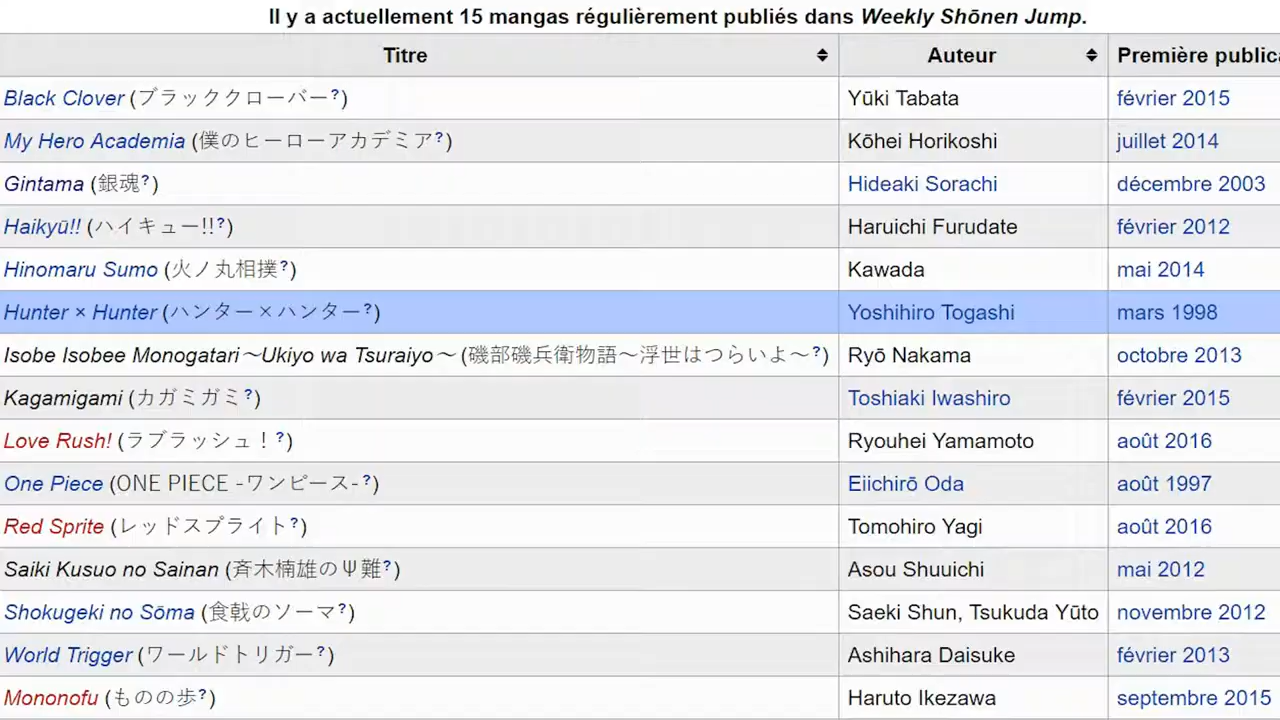 Il y a actuellement 15 mangas régulièrement publiés dans Weekly Shōnen Jump.
Titre Auteur Première public
Black Clover (ブラッククローバー?) Yūki Tabata février 2015
My Hero Academia (僕のヒーローアカデミア?) Kōhei Horikoshi juillet 2014
Gintama (銀魂?) Hideaki Sorachi décembre 2003
Haikyū!! (ハイキュー!!?) Haruichi Furudate février 2012
Hinomaru Sumo (火ノ丸相撲?) Kawada mai 2014
Hunter × Hunter (ハンター×ハンター?) Yoshihiro Togashi mars 1998
Isobe Isobee Monogatari〜Ukiyo wa Tsuraiyo〜 (磯部磯兵衛物語〜浮世はつらいよ〜?) Ryō Nakama octobre 2013
Kagamigami (カガミガミ?) Toshiaki Iwashiro février 2015
Love Rush! (ラブラッシュ！?) Ryouhei Yamamoto août 2016
One Piece (ONE PIECE -ワンピース-?) Eiichirō Oda août 1997
Red Sprite (レッドスプライト?) Tomohiro Yagi août 2016
Saiki Kusuo no Sainan (斉木楠雄のΨ難?) Asou Shuuichi mai 2012
Shokugeki no Sōma (食戟のソーマ?) Saeki Shun, Tsukuda Yūto novembre 2012
World Trigger (ワールドトリガー?) Ashihara Daisuke février 2013
Mononofu (ものの歩?) Haruto Ikezawa septembre 2015